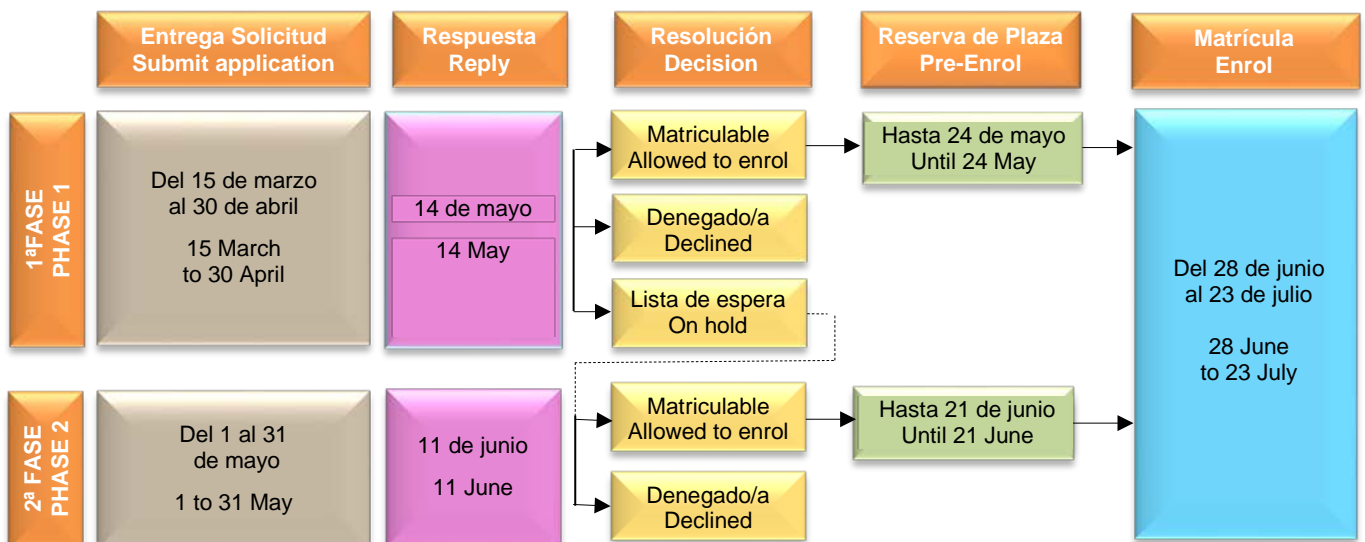 Entrega Solicitud
Submit application
Respuesta
Reply
Resolución
Decision
Reserva de Plaza
Pre-Enrol
Matrícula
Enrol
1ªFASE
PHASE 1
Del 15 de marzo
al 30 de abril
15 March
to 30 April
14 de mayo
14 May
Matriculable
Allowed to enrol
Denegado/a
Declined
Lista de espera
On hold
Hasta 24 de mayo
Until 24 May
Del 28 de junio
al 23 de julio
28 June
to 23 July
2ª FASE
PHASE 2
Del 1 al 31
de mayo
1 to 31 May
11 de junio
11 June
Matriculable
Allowed to enrol
Denegado/a
Declined
Hasta 21 de junio
Until 21 June